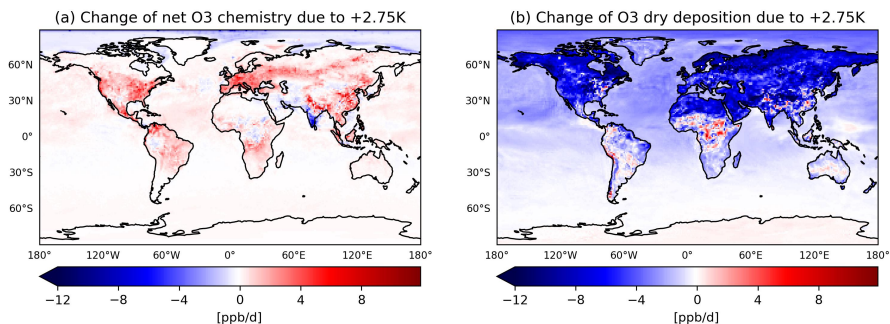 (a) Change of net O3 chemistry due to +2.75K
60°N
30°N
0°
30°S
60°S
180° 120°W 60°W 0° 60°E 120°E 180°
−12 −8 −4 0 4 8
[ppb/d]
(b) Change of O3 dry deposition due to +2.75K
60°N
30°N
0°
30°S
60°S
180° 120°W 60°W 0° 60°E 120°E 180°
−12 −8 −4 0 4 8
[ppb/d]